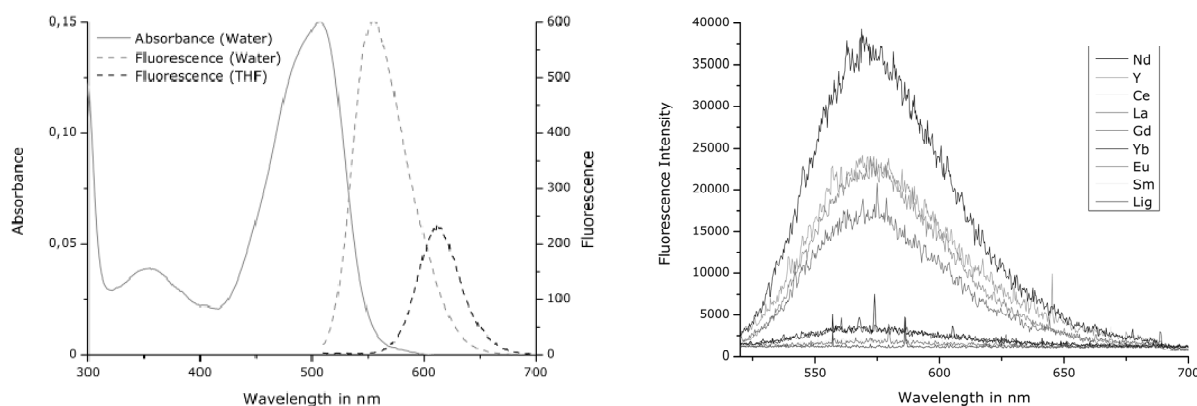 0,15
0,10
0,05
0
Absorbance
Absorbance (Water)
Fluorescence (Water)
Fluorescence (THF)
600
500
400
300
200
100
0
Fluorescence
300 400 500 600 700
Wavelength in nm
40000
35000
30000
25000
20000
15000
10000
5000
0
Fluorescence Intensity
Nd
Y
Ce
La
Gd
Yb
Eu
Sm
Lig
550 600 650 700
Wavelength in nm